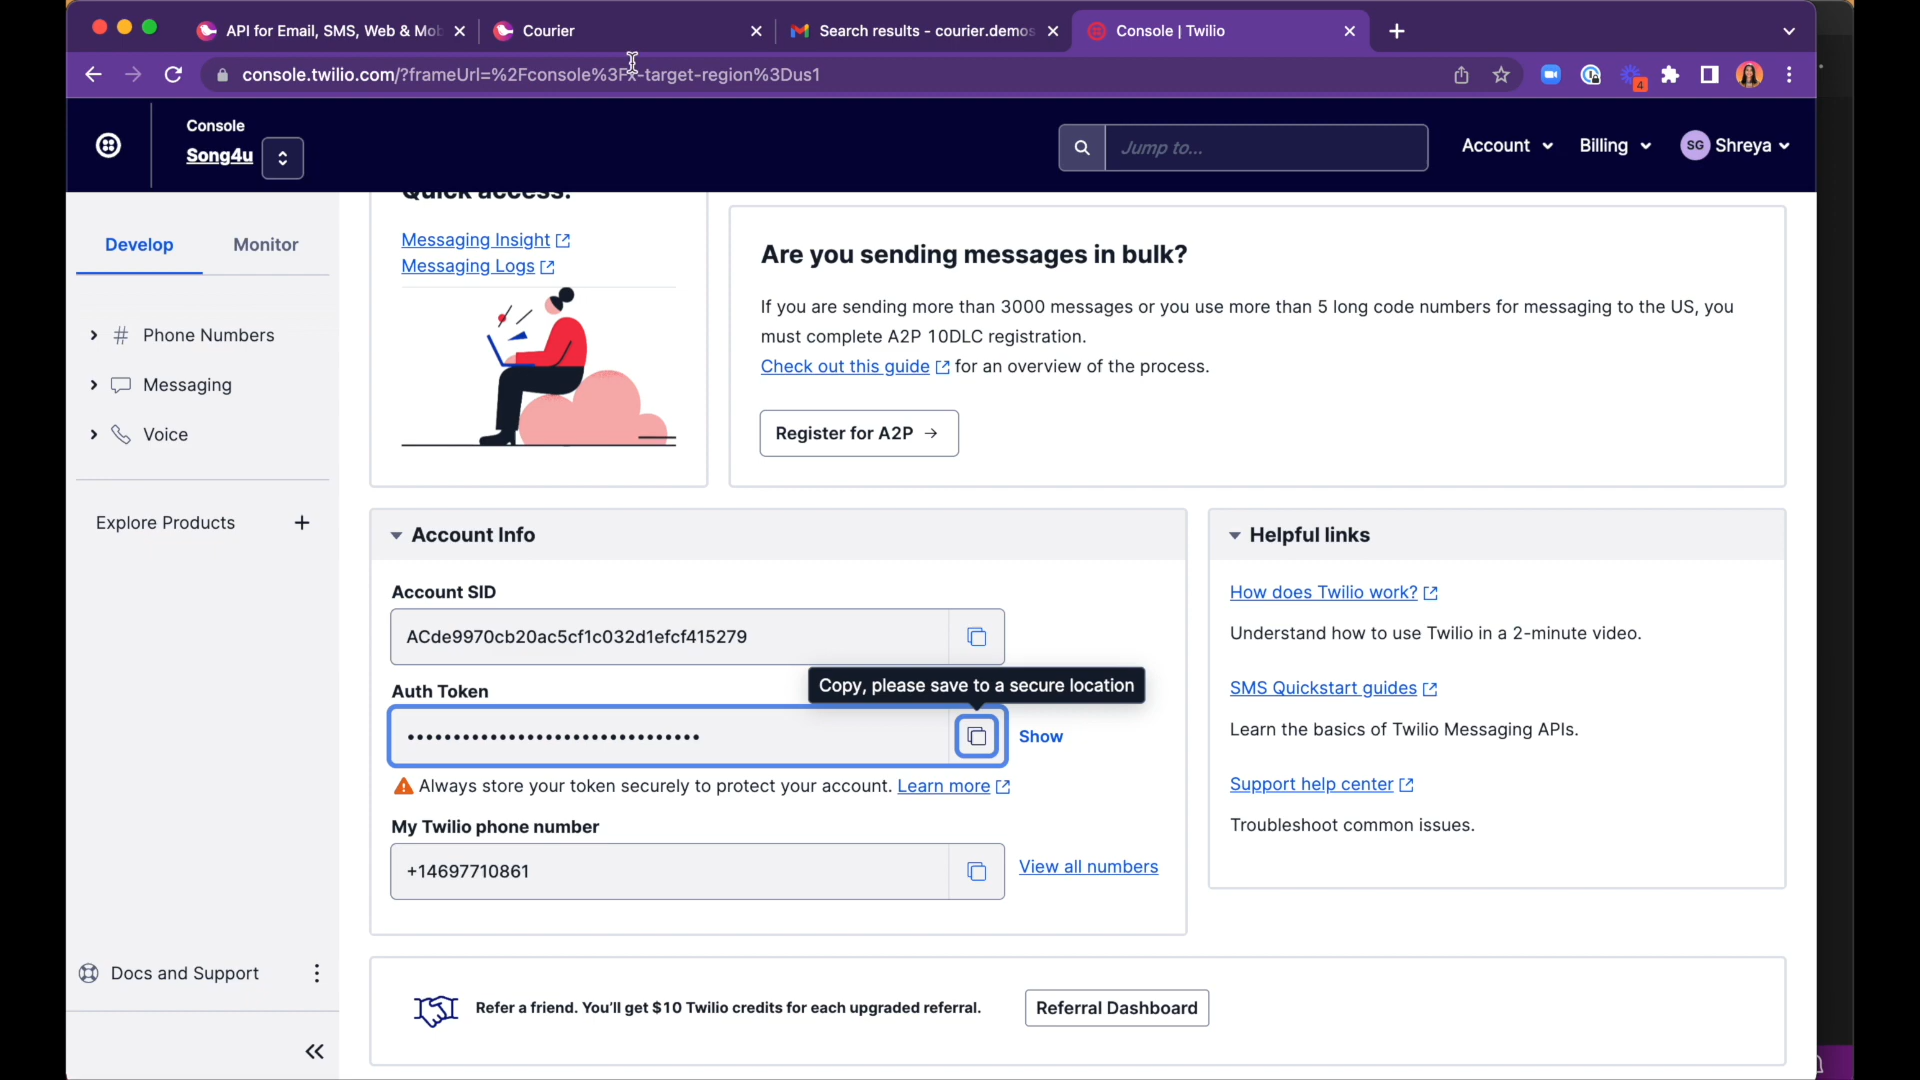 API for Email, SMS, Web & Mob
Courier
Search results - courier.demos
Console | Twilio
console.twilio.com/?frameUrl=%2Fconsole%3Fx-target-region%3Dus1
4
Console
Song4u
Jump to...
Account
Billing
SG
Shreya
Develop
Monitor
Phone Numbers
Messaging
Voice
Explore Products
Docs and Support
Quick access:
Messaging Insight
Messaging Logs
Are you sending messages in bulk?
If you are sending more than 3000 messages or you use more than 5 long code numbers for messaging to the US, you
must complete A2P 10DLC registration.
Check out this guide for an overview of the process.
Register for A2P →
Account Info
Account SID
ACde9970cb20ac5cf1c032d1efcf415279
Copy, please save to a secure location
Auth Token
••••••••••••••••••••••••••••••••
Show
Always store your token securely to protect your account. Learn more
My Twilio phone number
+14697710861
View all numbers
Helpful links
How does Twilio work?
Understand how to use Twilio in a 2-minute video.
SMS Quickstart guides
Learn the basics of Twilio Messaging APIs.
Support help center
Troubleshoot common issues.
Refer a friend. You'll get $10 Twilio credits for each upgraded referral.
Referral Dashboard